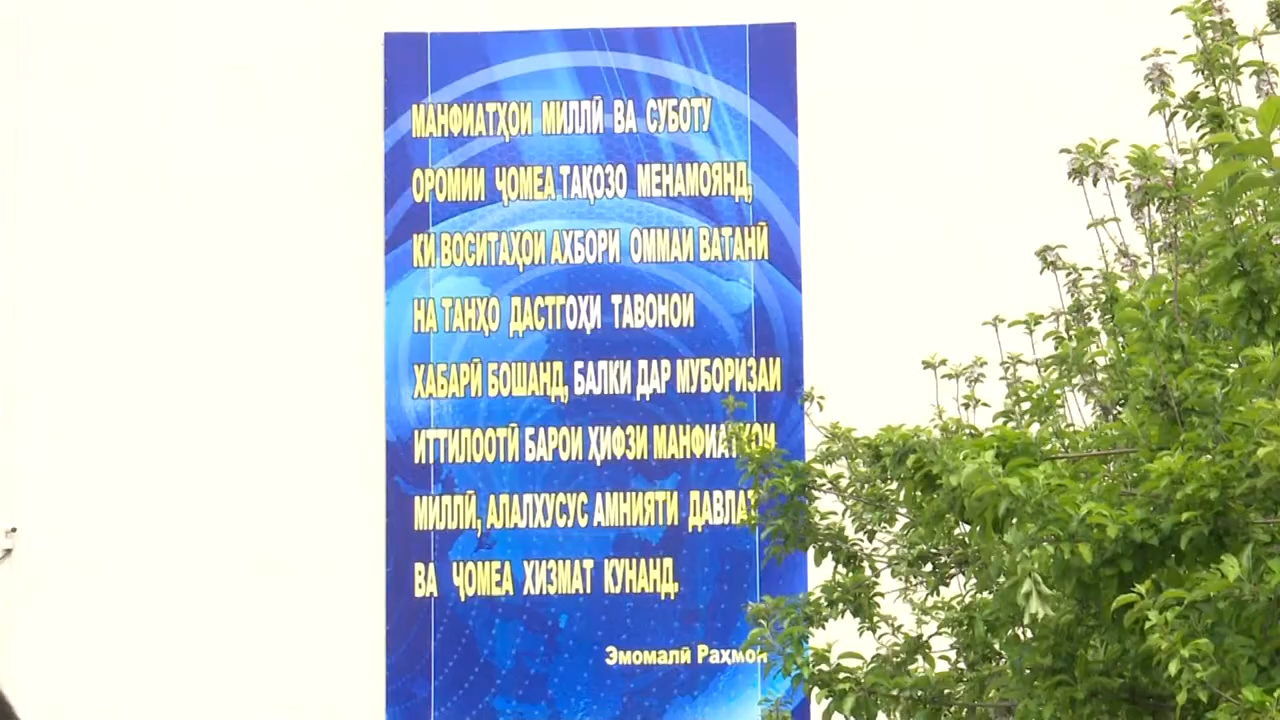 МАНФИАТҲОИ МИЛЛӢ ВА СУБОТУ
ОРОМИИ ҶОМЕА ТАҚОЗО МЕНАМОЯНД,
КИ ВОСИТАҲОИ АХБОРИ ОММАИ ВАТАНӢ
НА ТАНҲО ДАСТГОҲИ ТАВОНОИ
ХАБАРӢ БОШАНД, БАЛКИ ДАР МУБОРИЗАИ
ИТТИЛООТӢ БАРОИ ҲИФЗИ МАНФИАТҲОИ
МИЛЛӢ, АЛАЛХУСУС АМНИЯТИ ДАВЛАТ
ВА ҶОМЕА ХИЗМАТ КУНАНД.
Эмомалӣ Раҳмон